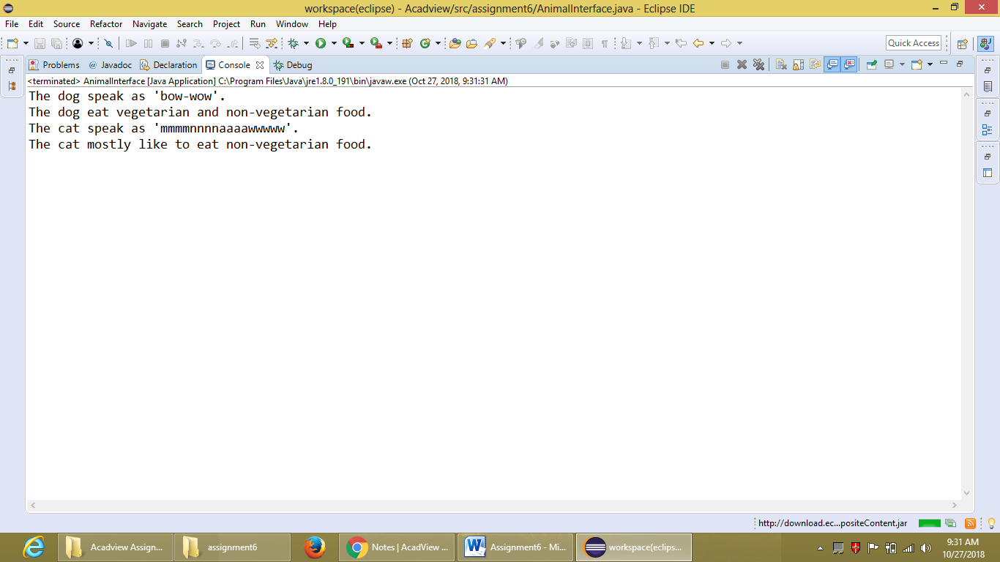 workspace(eclipse) - Acadview/src/assignment6/AnimalInterface.java - Eclipse IDE
File Edit Source Refactor Navigate Search Project Run Window Help
Quick Access
Problems @ Javadoc Declaration Console Debug
<terminated> AnimalInterface [Java Application] C:\Program Files\Java\jre1.8.0_191\bin\javaw.exe (Oct 27, 2018, 9:31:31 AM)
The dog speak as 'bow-wow'.
The dog eat vegetarian and non-vegetarian food.
The cat speak as 'mmmmnnnnaaaawwwww'.
The cat mostly like to eat non-vegetarian food.
http://download.ec...positeContent.jar
Acadview Assign... assignment6 Notes | AcadView ... Assignment6 - Mi... workspace(eclips...
9:31 AM
10/27/2018